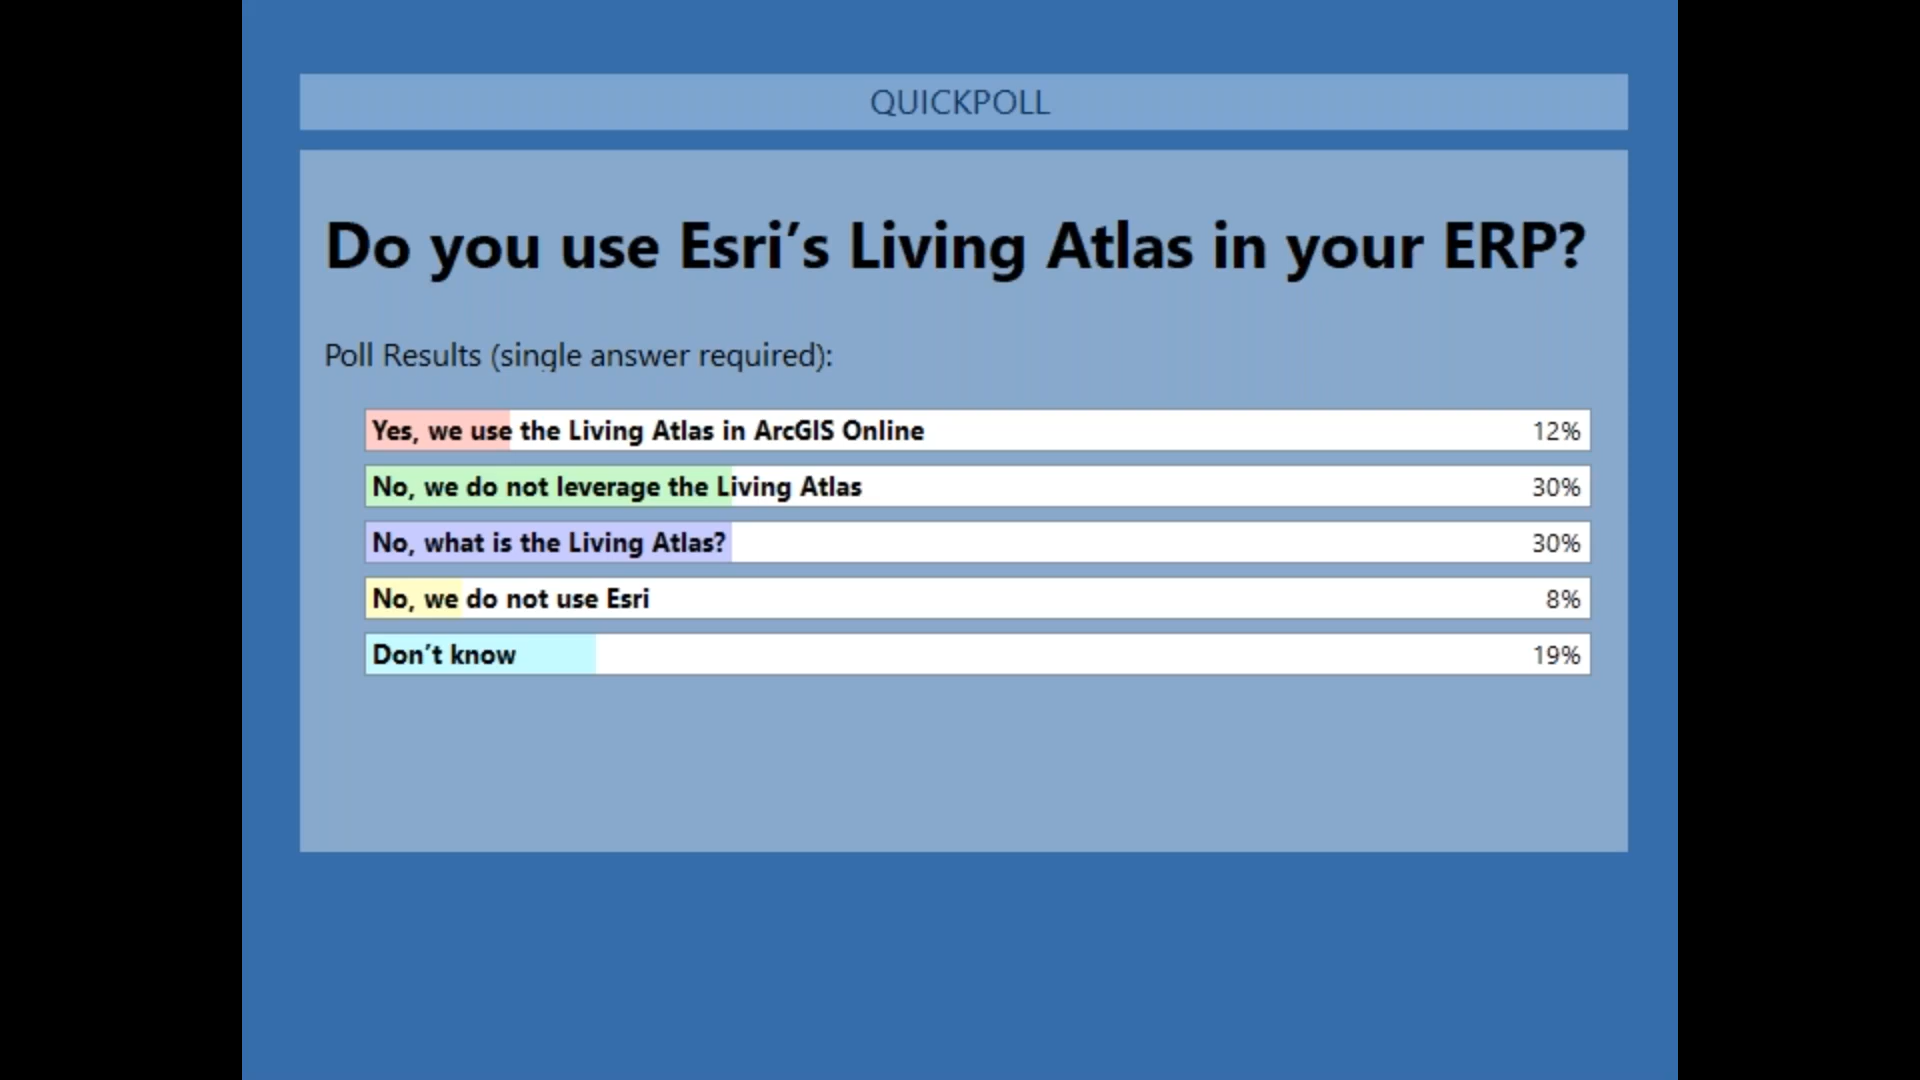 QUICKPOLL
Do you use Esri’s Living Atlas in your ERP?
Poll Results (single answer required):
Yes, we use the Living Atlas in ArcGIS Online 12%
No, we do not leverage the Living Atlas 30%
No, what is the Living Atlas? 30%
No, we do not use Esri 8%
Don’t know 19%